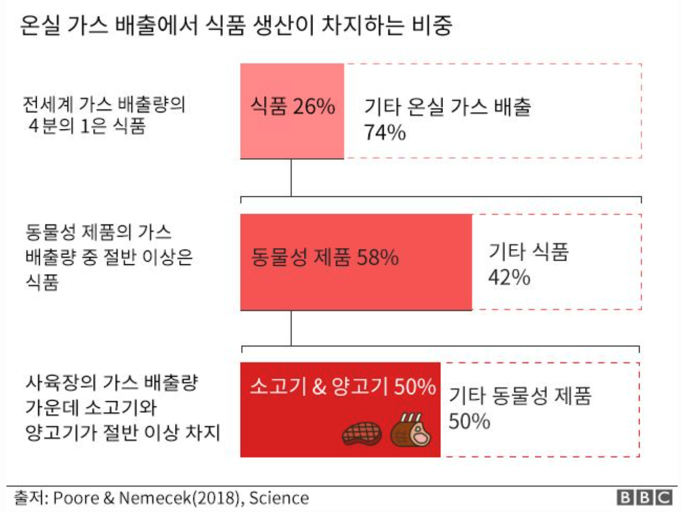 온실 가스 배출에서 식품 생산이 차지하는 비중
전세계 가스 배출량의
4분의 1은 식품
식품 26%
기타 온실 가스 배출
74%
동물성 제품의 가스
배출량 중 절반 이상은
식품
동물성 제품 58%
기타 식품
42%
사육장의 가스 배출량
가운데 소고기와
양고기가 절반 이상 차지
소고기 & 양고기 50%
기타 동물성 제품
50%
출저: Poore & Nemecek(2018), Science
BBC